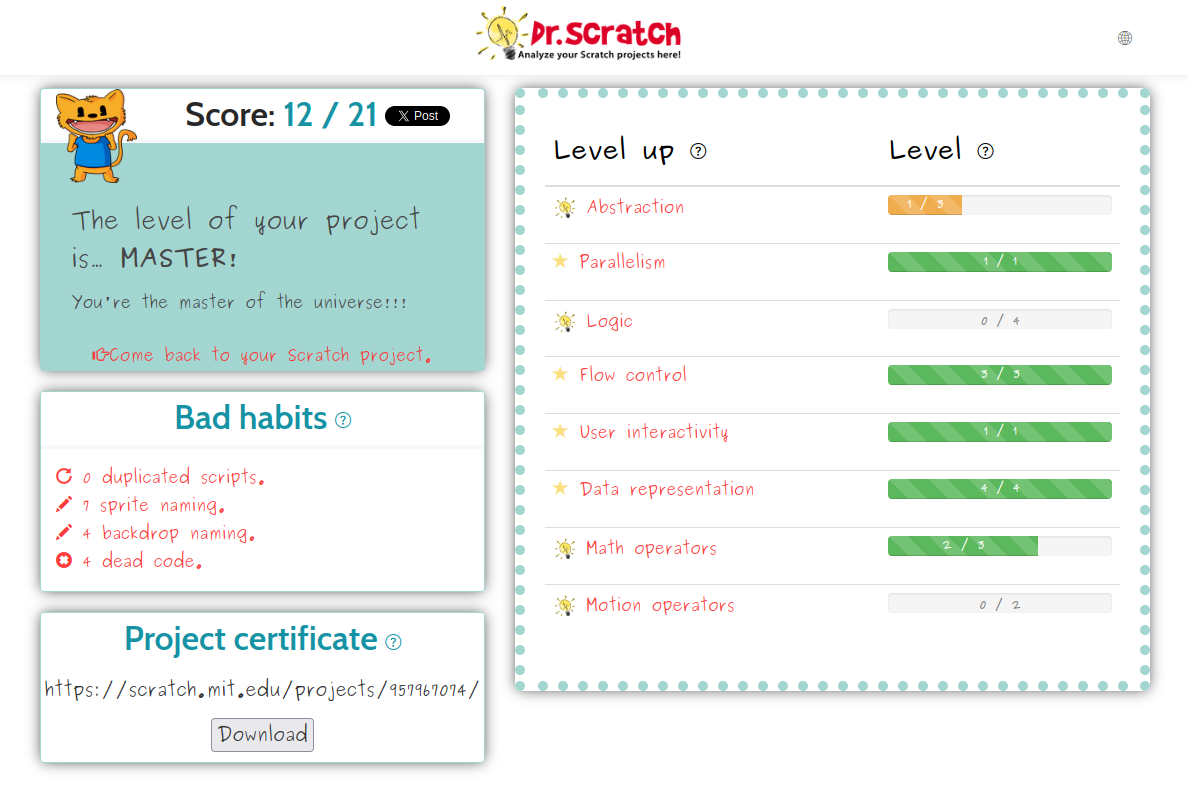 Dr.Scratch
Analyze your Scratch projects here!
Score: 12 / 21 X Post
The level of your project
is… MASTER!
You're the master of the universe!!!
Come back to your Scratch project.
Bad habits ?
0 duplicated scripts.
7 sprite naming.
4 backdrop naming.
4 dead code.
Project certificate ?
https://scratch.mit.edu/projects/957967074/
Download
Level up ? Level ?
Abstraction 1 / 3
Parallelism 1 / 1
Logic 0 / 4
Flow control 3 / 3
User interactivity 1 / 1
Data representation 4 / 4
Math operators 2 / 3
Motion operators 0 / 2